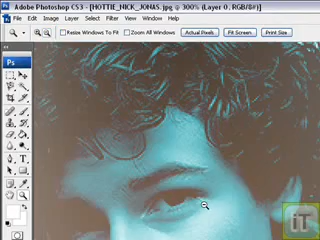 Adobe Photoshop CS3 - [HOTTIE_NICK_JONAS.jpg @ 300% (Layer 0, RGB/8#)]
File Edit Image Layer Select Filter View Window Help
Resize Windows To Fit Zoom All Windows Actual Pixels Fit Screen Print Size
Ps
T
iT